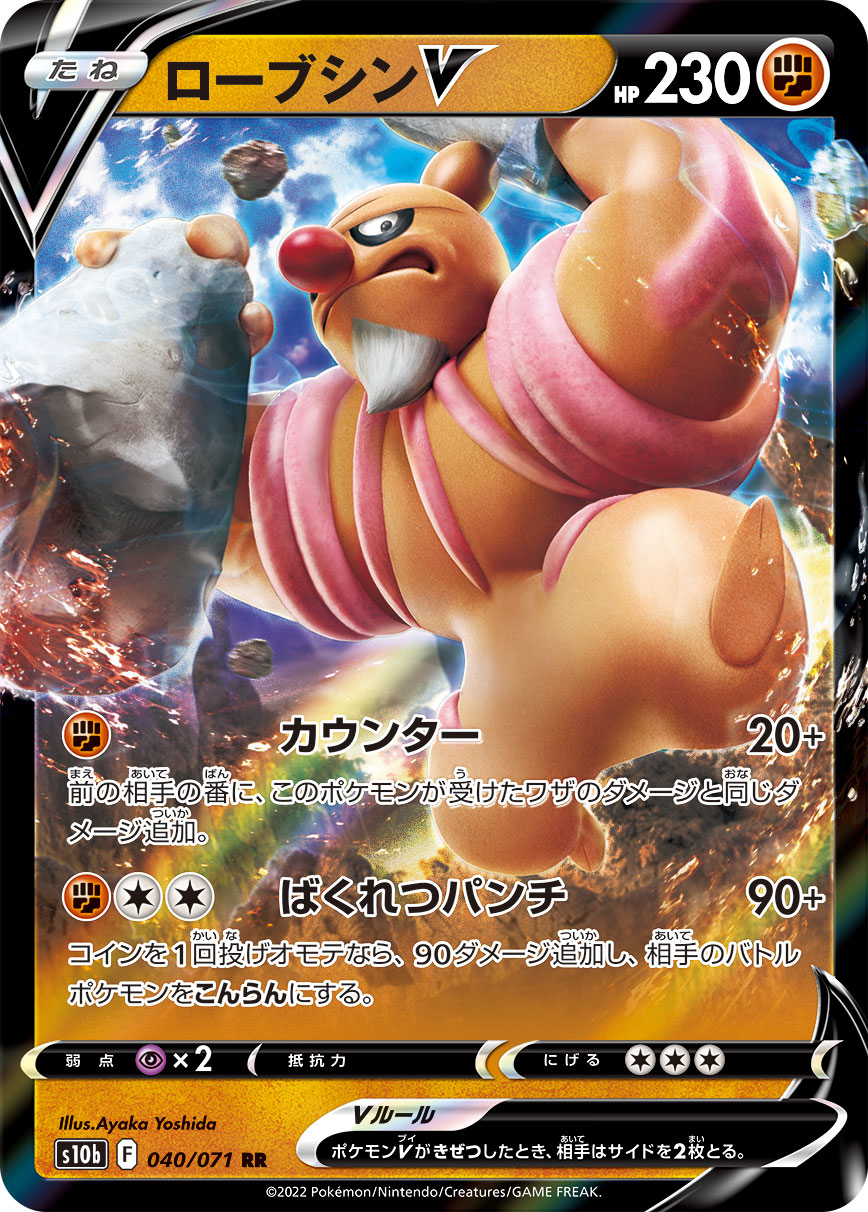 たね
ローブシンV
HP 230
カウンター 20+
前の相手の番に、このポケモンが受けたワザのダメージと同じダ
メージ追加。
ばくれつパンチ 90+
コインを1回投げオモテなら、90ダメージ追加し、相手のバトル
ポケモンをこんらんにする。
弱点 ×2 抵抗力 にげる
Illus.Ayaka Yoshida
Vルール
ポケモンVがきぜつしたとき、相手はサイドを2枚とる。
s10b F 040/071 RR
©2022 Pokémon/Nintendo/Creatures/GAME FREAK.